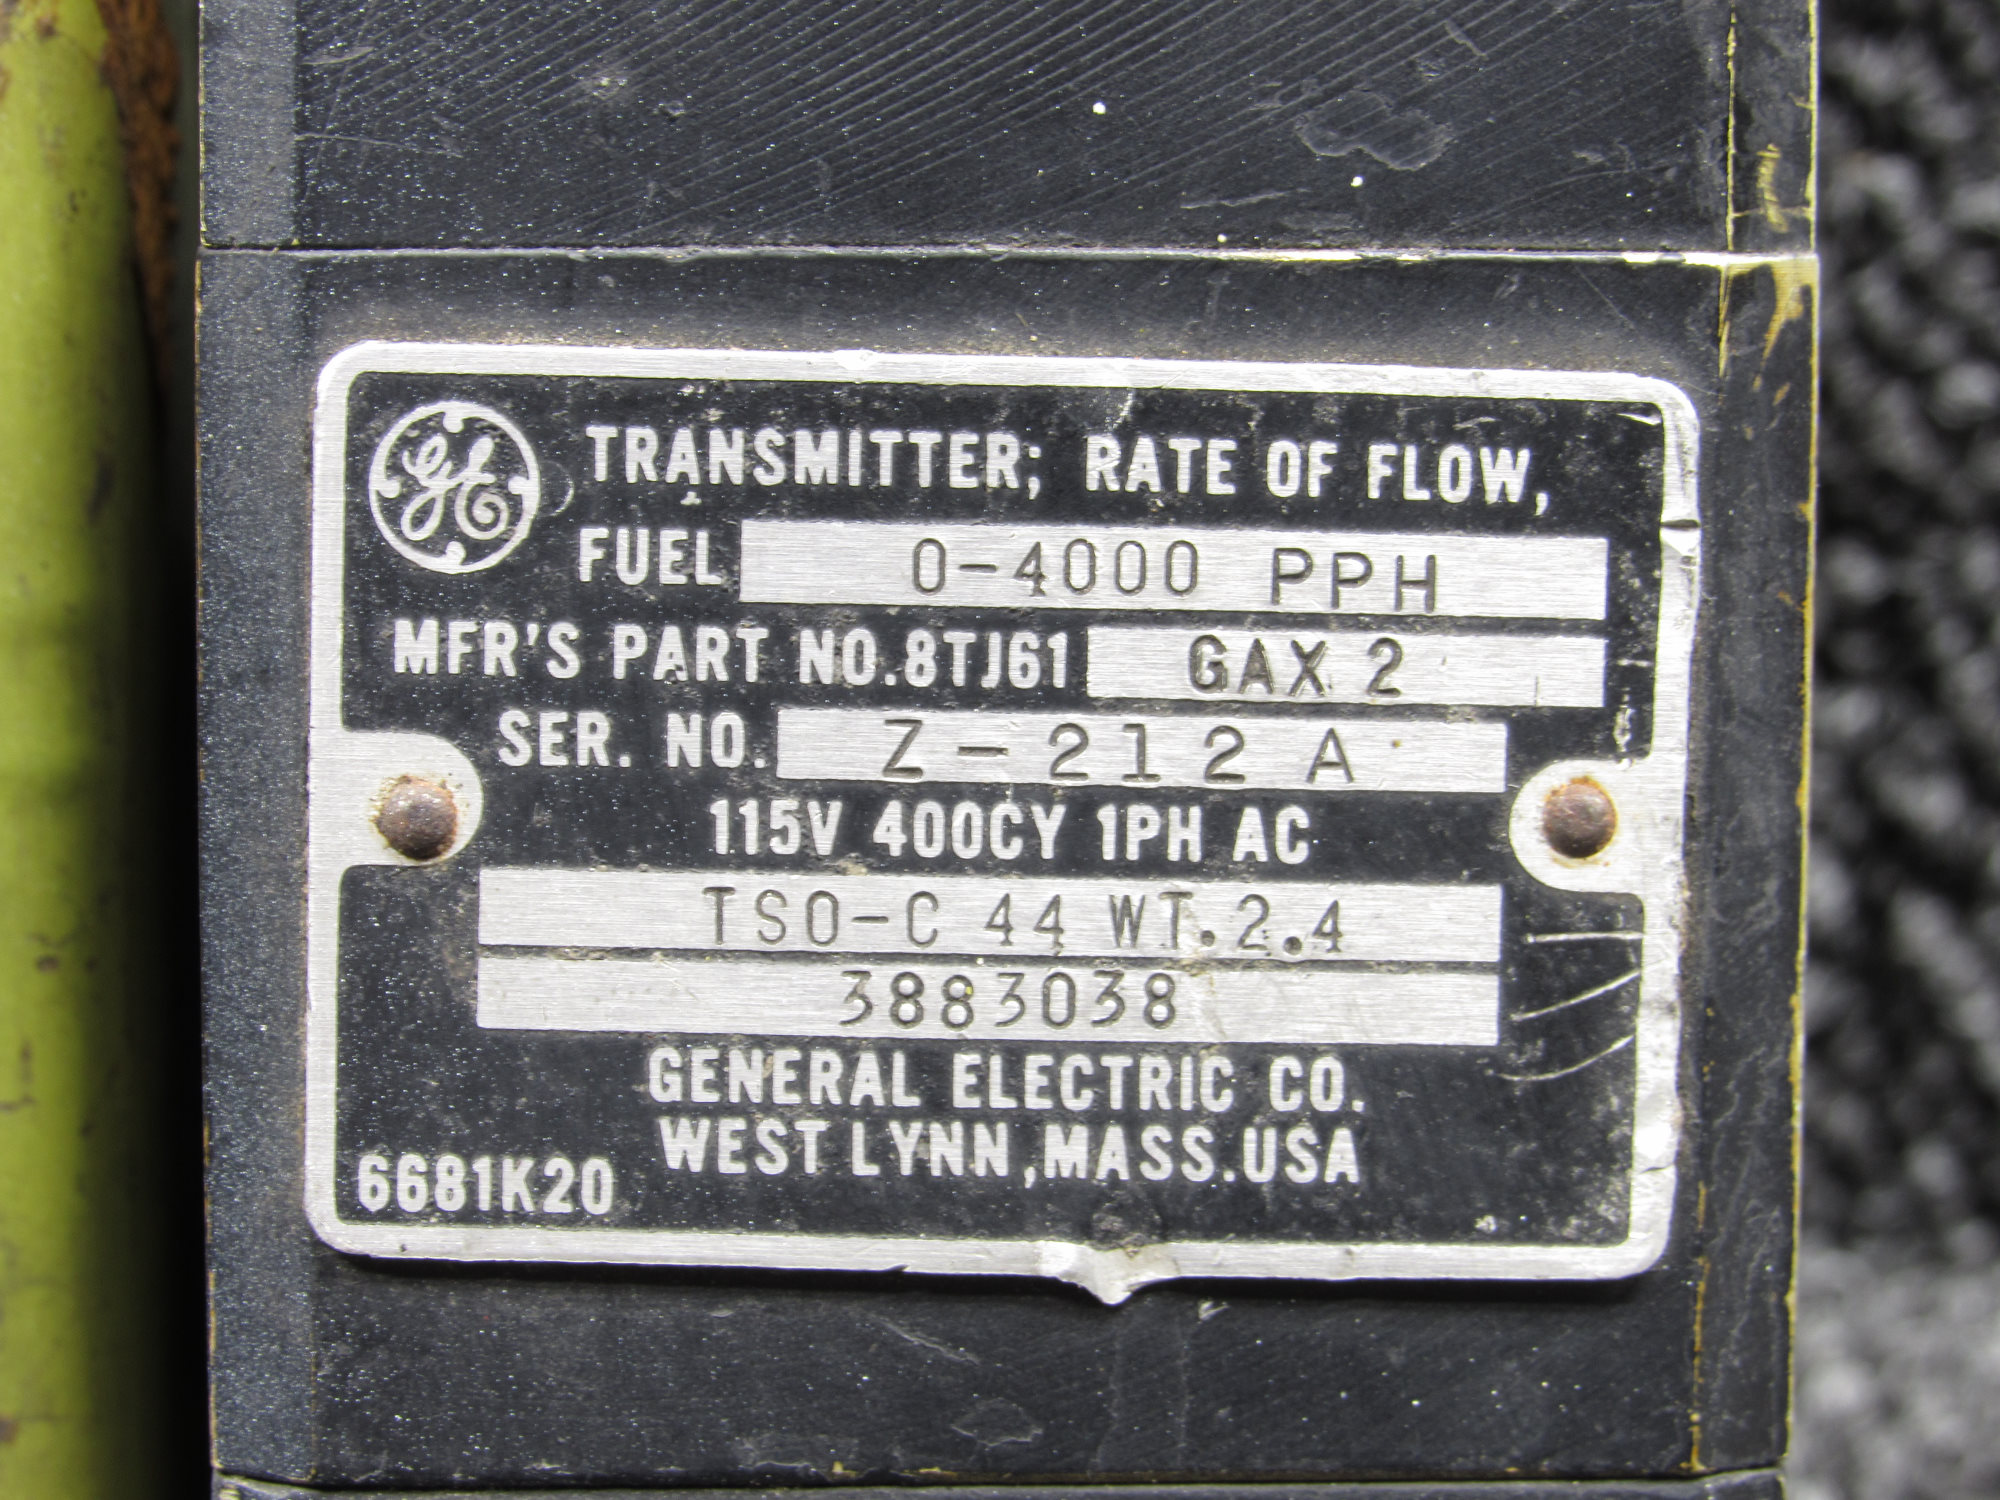 GE TRANSMITTER; RATE OF FLOW,
FUEL 0-4000 PPH
MFR'S PART NO.8TJ61 GAX 2
SER. NO. Z-212 A
115V 400CY 1PH AC
TSO-C 44 WT.2.4
3883038
GENERAL ELECTRIC CO.
WEST LYNN, MASS. USA
6681K20